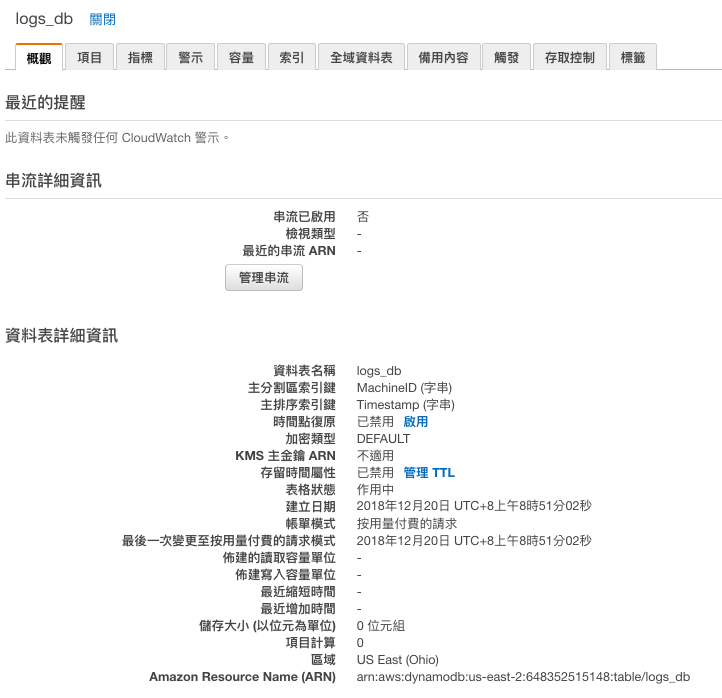 logs_db 關閉
概觀 項目 指標 警示 容量 索引 全域資料表 備用內容 觸發 存取控制 標籤
最近的提醒
此資料表未觸發任何 CloudWatch 警示。
串流詳細資訊
串流已啟用 否
檢視類型 -
最近的串流 ARN -
管理串流
資料表詳細資訊
資料表名稱 logs_db
主分割區索引鍵 MachineID (字串)
主排序索引鍵 Timestamp (字串)
時間點復原 已禁用 啟用
加密類型 DEFAULT
KMS 主金鑰 ARN 不適用
存留時間屬性 已禁用 管理 TTL
表格狀態 作用中
建立日期 2018年12月20日 UTC+8上午8時51分02秒
帳單模式 按用量付費的請求
最後一次變更至按用量付費的請求模式 2018年12月20日 UTC+8上午8時51分02秒
佈建的讀取容量單位 -
佈建寫入容量單位 -
最近縮短時間 -
最近增加時間 -
儲存大小 (以位元為單位) 0 位元組
項目計算 0
區域 US East (Ohio)
Amazon Resource Name (ARN) arn:aws:dynamodb:us-east-2:648352515148:table/logs_db